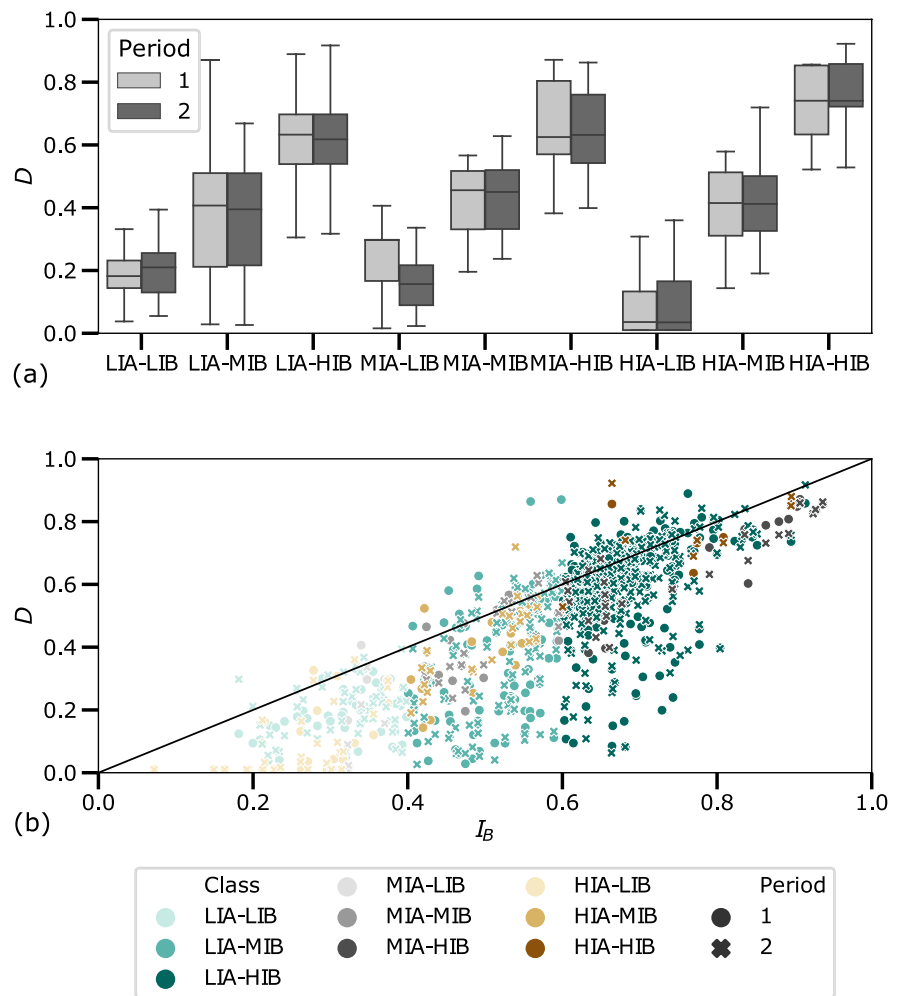 1.0
0.8
0.6
0.4
0.2
0.0
D
Period
1
2
LIA-LIB LIA-MIB LIA-HIB MIA-LIB MIA-MIB MIA-HIB HIA-LIB HIA-MIB HIA-HIB
(a)
1.0
0.8
0.6
0.4
0.2
0.0
D
0.0 0.2 0.4 0.6 0.8 1.0
I_B
(b)
Class MIA-LIB HIA-LIB Period
LIA-LIB MIA-MIB HIA-MIB 1
LIA-MIB MIA-HIB HIA-HIB 2
LIA-HIB